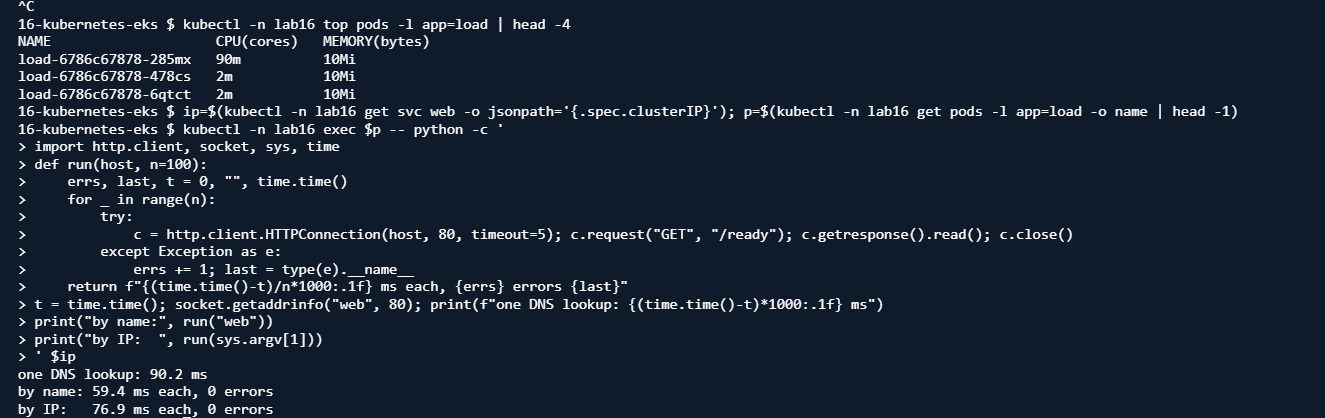 ^C
16-kubernetes-eks $ kubectl -n lab16 top pods -l app=load | head -4
NAME                    CPU(cores)   MEMORY(bytes)
load-6786c67878-285mx   90m          10Mi
load-6786c67878-478cs   2m           10Mi
load-6786c67878-6qtct   2m           10Mi
16-kubernetes-eks $ ip=$(kubectl -n lab16 get svc web -o jsonpath='{.spec.clusterIP}'); p=$(kubectl -n lab16 get pods -l app=load -o name | head -1)
16-kubernetes-eks $ kubectl -n lab16 exec $p -- python -c '
> import http.client, socket, sys, time
> def run(host, n=100):
>     errs, last, t = 0, "", time.time()
>     for _ in range(n):
>         try:
>             c = http.client.HTTPConnection(host, 80, timeout=5); c.request("GET", "/ready"); c.getresponse().read(); c.close()
>         except Exception as e:
>             errs += 1; last = type(e).__name__
>     return f"{(time.time()-t)/n*1000:.1f} ms each, {errs} errors {last}"
> t = time.time(); socket.getaddrinfo("web", 80); print(f"one DNS lookup: {(time.time()-t)*1000:.1f} ms")
> print("by name:", run("web"))
> print("by IP:  ", run(sys.argv[1]))
> ' $ip
one DNS lookup: 90.2 ms
by name: 59.4 ms each, 0 errors
by IP:   76.9 ms each, 0 errors